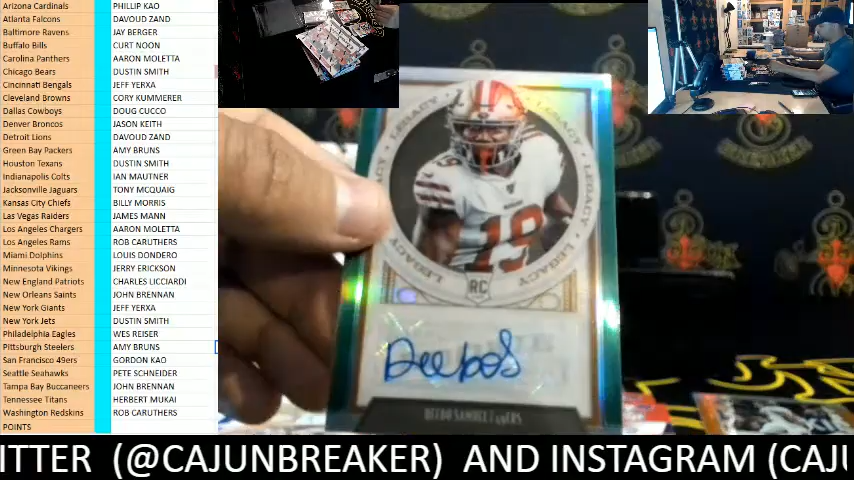 Arizona Cardinals PHILLIP KAO
Atlanta Falcons DAVOUD ZAND
Baltimore Ravens JAY BERGER
Buffalo Bills CURT NOON
Carolina Panthers AARON MOLETTA
Chicago Bears DUSTIN SMITH
Cincinnati Bengals JEFF YERXA
Cleveland Browns CORY KUMMERER
Dallas Cowboys DOUG CUCCO
Denver Broncos JASON KEITH
Detroit Lions DAVOUD ZAND
Green Bay Packers AMY BRUNS
Houston Texans DUSTIN SMITH
Indianapolis Colts IAN MAUTNER
Jacksonville Jaguars TONY MCQUAIG
Kansas City Chiefs BILLY MORRIS
Las Vegas Raiders JAMES MANN
Los Angeles Chargers AARON MOLETTA
Los Angeles Rams ROB CARUTHERS
Miami Dolphins LOUIS DONDERO
Minnesota Vikings JERRY ERICKSON
New England Patriots CHARLES LICCIARDI
New Orleans Saints JOHN BRENNAN
New York Giants JEFF YERXA
New York Jets DUSTIN SMITH
Philadelphia Eagles WES REISER
Pittsburgh Steelers AMY BRUNS
San Francisco 49ers GORDON KAO
Seattle Seahawks PETE SCHNEIDER
Tampa Bay Buccaneers JOHN BRENNAN
Tennessee Titans HERBERT MUKAI
Washington Redskins ROB CARUTHERS
POINTS
LEGACY LEGACY LEGACY LEGACY
19
19
RC
DeeboS
ITTER (@CAJUNBREAKER) AND INSTAGRAM (CAJU